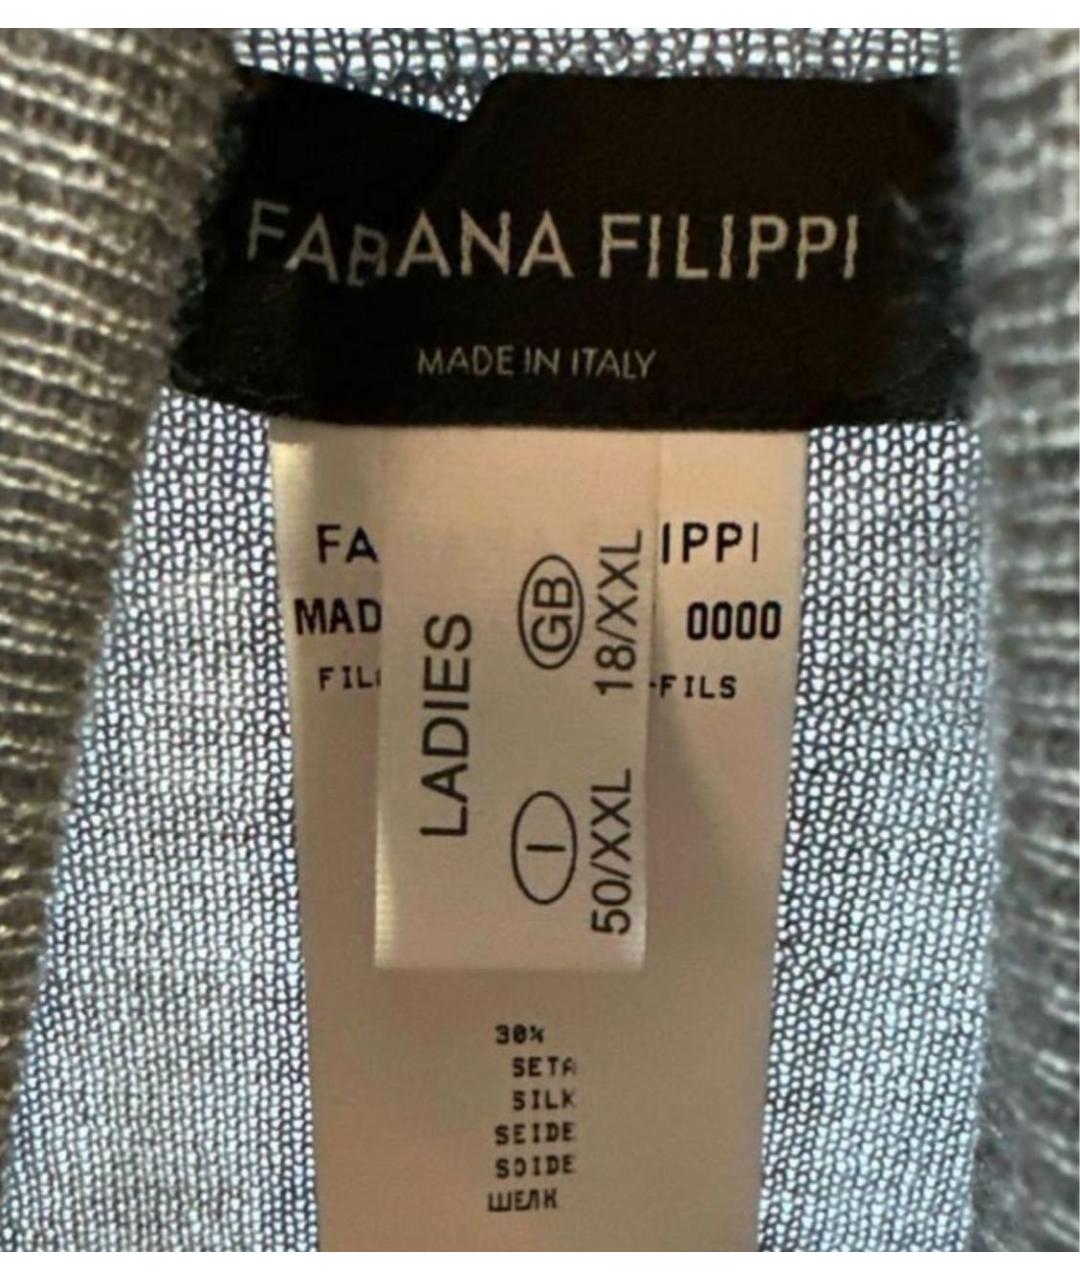 FABANA FILIPPI
MADE IN ITALY
FA IPPI
MAD 0000
FIL -FILS
LADIES
GB
18/XXL
I
50/XXL
30%
SETA
SILK
SEIDE
SOIDE
ШЕЛК